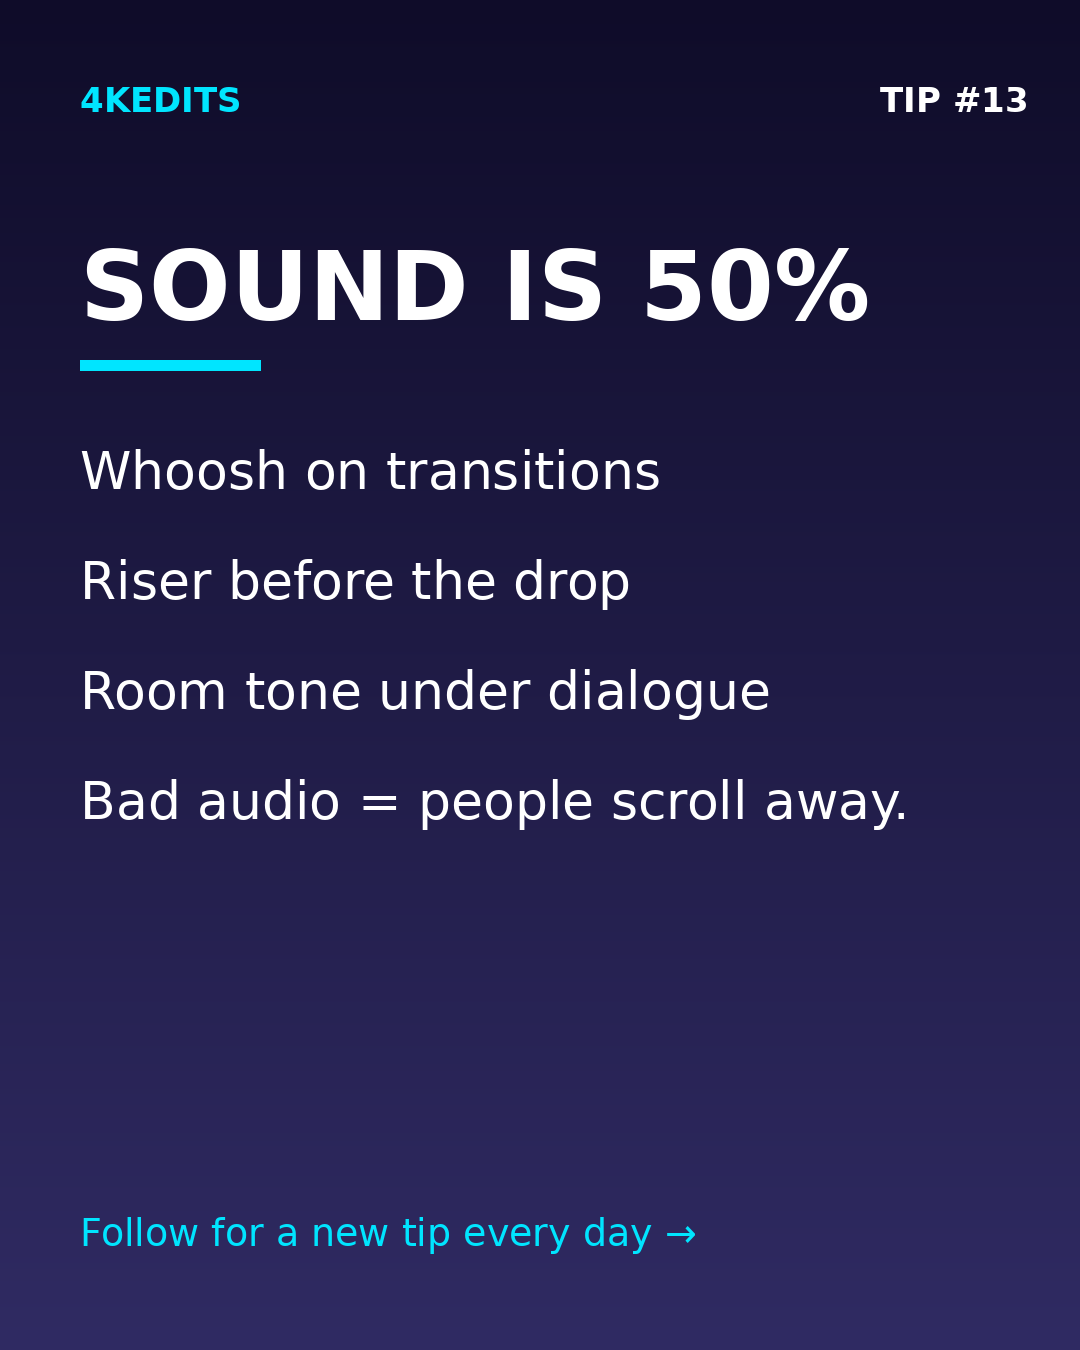 4KEDITS
TIP #13
SOUND IS 50%
Whoosh on transitions
Riser before the drop
Room tone under dialogue
Bad audio = people scroll away.
Follow for a new tip every day →